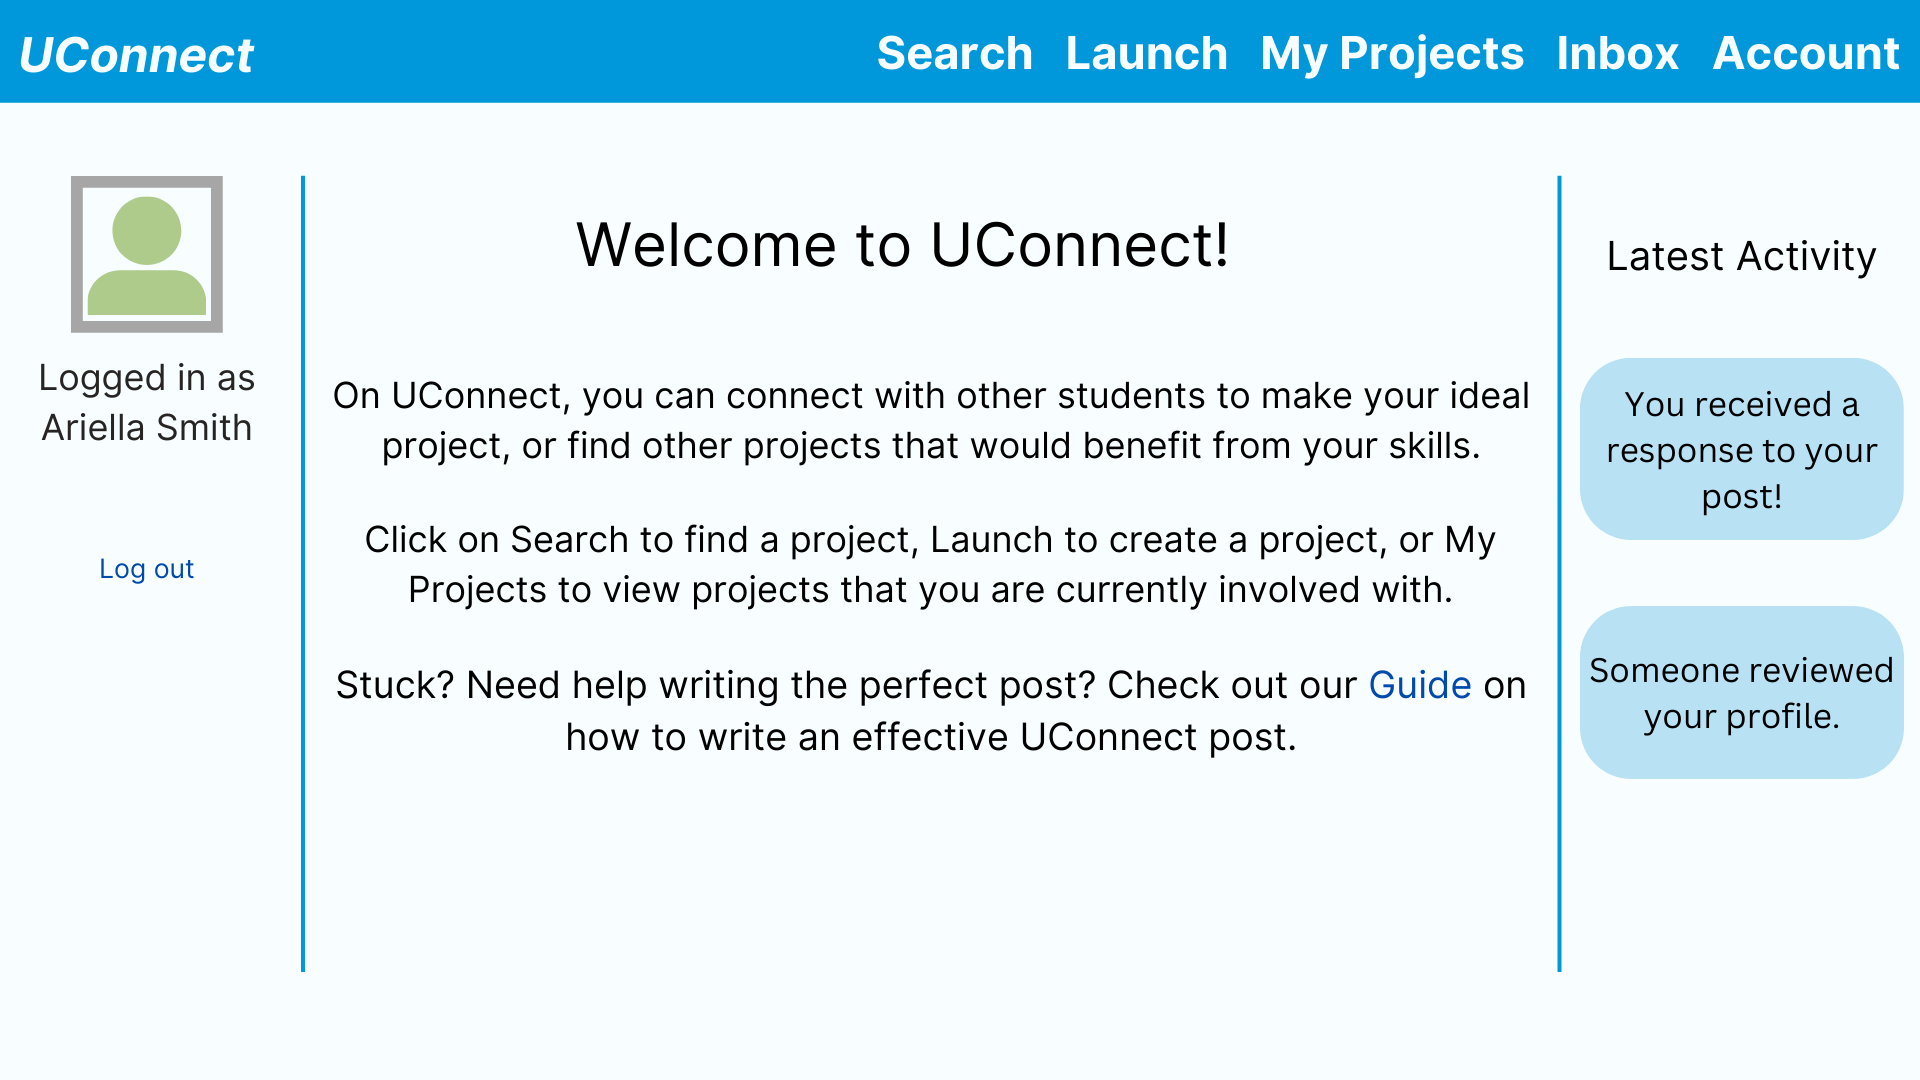 UConnect
Search
Launch
My Projects
Inbox
Account
Logged in as
Ariella Smith
Log out
Welcome to UConnect!
On UConnect, you can connect with other students to make your ideal
project, or find other projects that would benefit from your skills.
Click on Search to find a project, Launch to create a project, or My
Projects to view projects that you are currently involved with.
Stuck? Need help writing the perfect post? Check out our Guide on
how to write an effective UConnect post.
Latest Activity
You received a
response to your
post!
Someone reviewed
your profile.